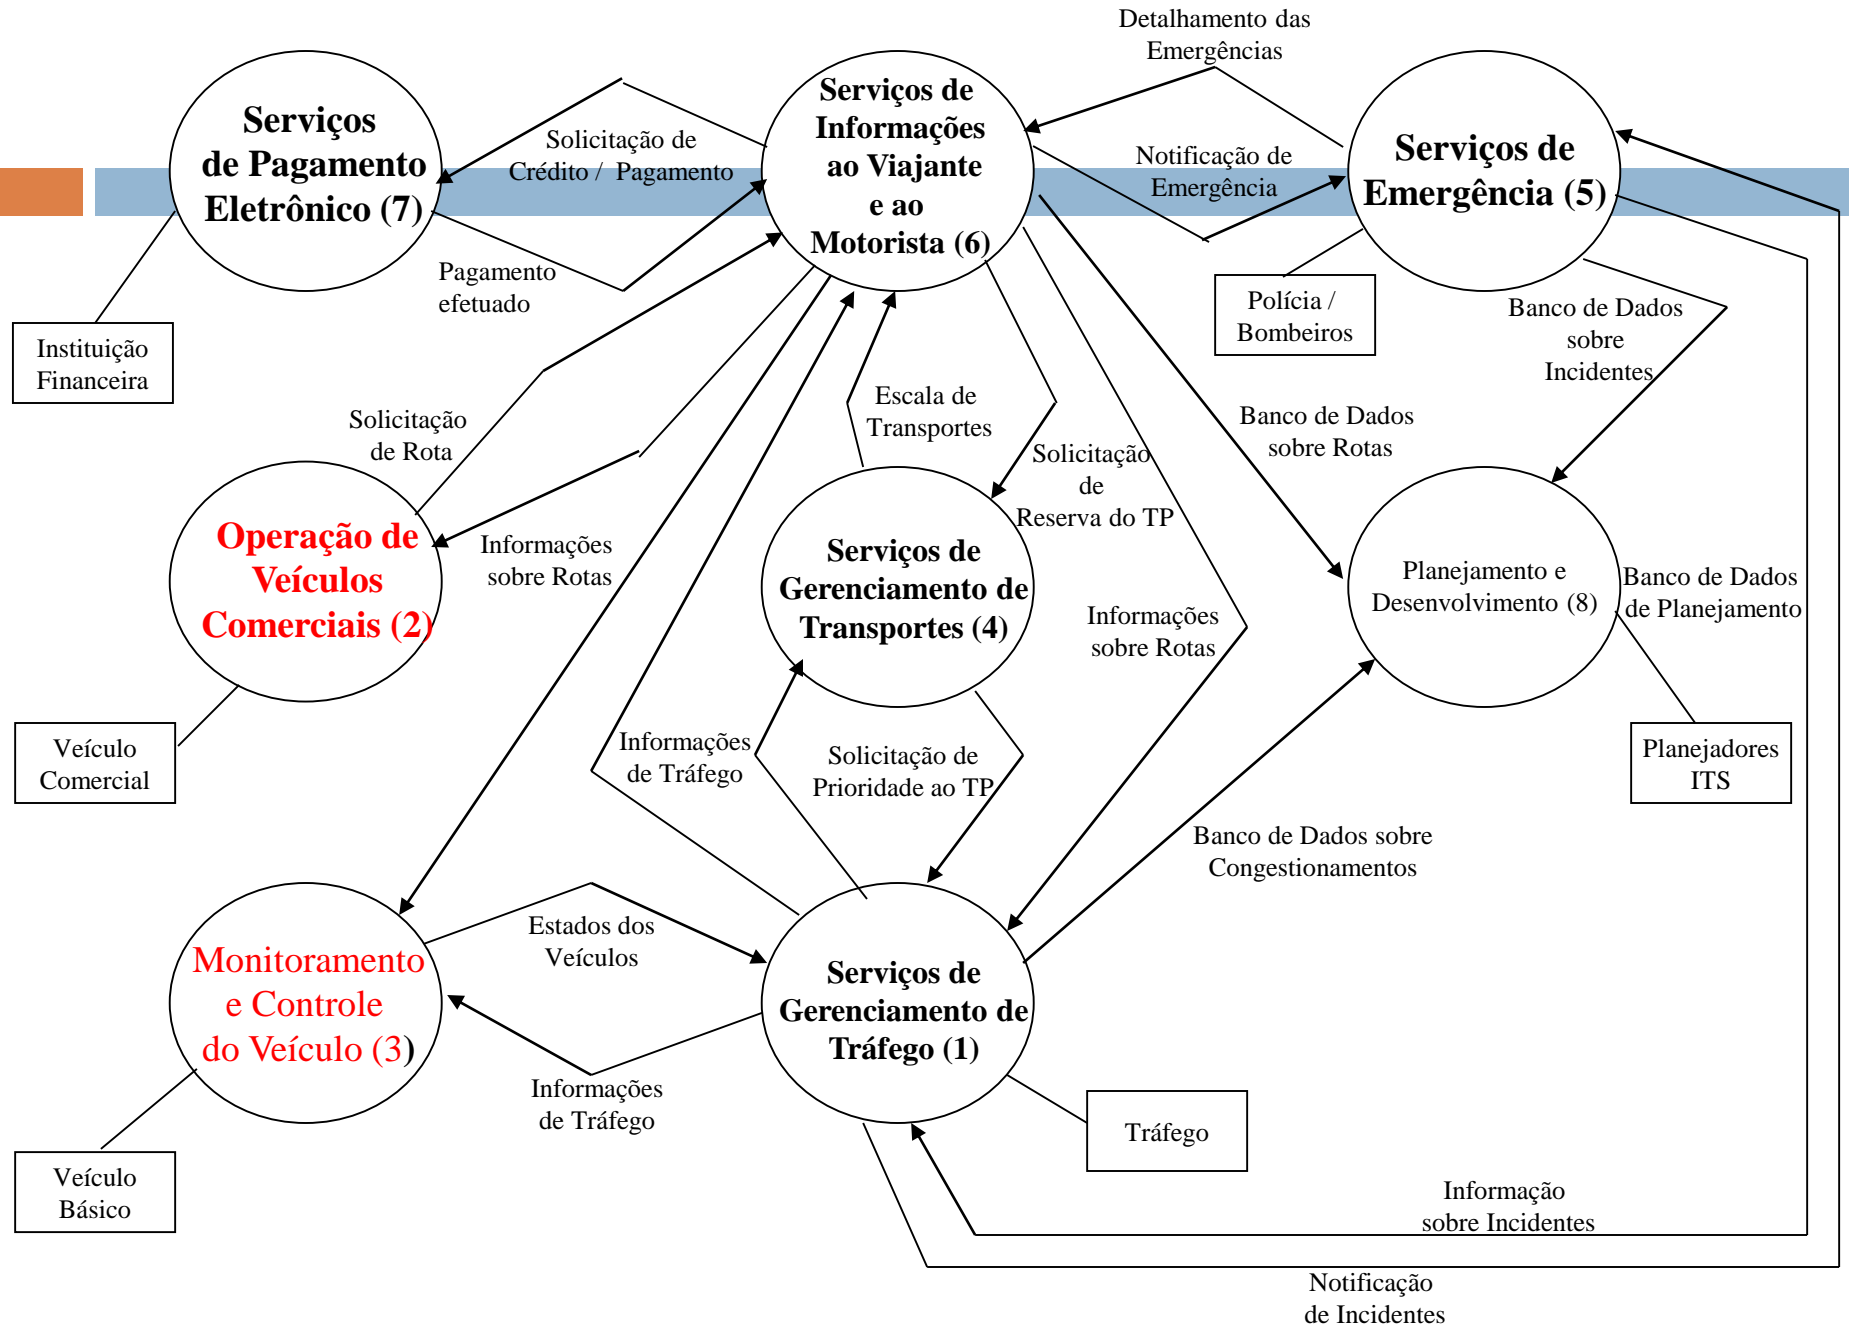 Detalhamento das
Emergências
Serviços
de Pagamento
Eletrônico (7)
Solicitação de
Crédito /  Pagamento
Serviços de
Informações
ao Viajante
e ao
Motorista (6)
Notificação de
Emergência
Serviços de
Emergência (5)
Pagamento
efetuado
Instituição
Financeira
Polícia /
Bombeiros
Banco de Dados
sobre
Incidentes
Solicitação
de Rota
Escala de
Transportes
Solicitação
de
Reserva do TP
Banco de Dados
sobre Rotas
Operação de
Veículos
Comerciais (2)
Informações
sobre Rotas
Serviços de
Gerenciamento de
Transportes (4)
Informações
sobre Rotas
Planejamento e
Desenvolvimento (8)
Banco de Dados
de Planejamento
Veículo
Comercial
Informações
de Tráfego
Solicitação de
Prioridade ao TP
Planejadores
ITS
Banco de Dados sobre
Congestionamentos
Monitoramento
e Controle
do Veículo (3)
Estados dos
Veículos
Serviços de
Gerenciamento de
Tráfego (1)
Informações
de Tráfego
Tráfego
Veículo
Básico
Informação
sobre Incidentes
Notificação
de Incidentes